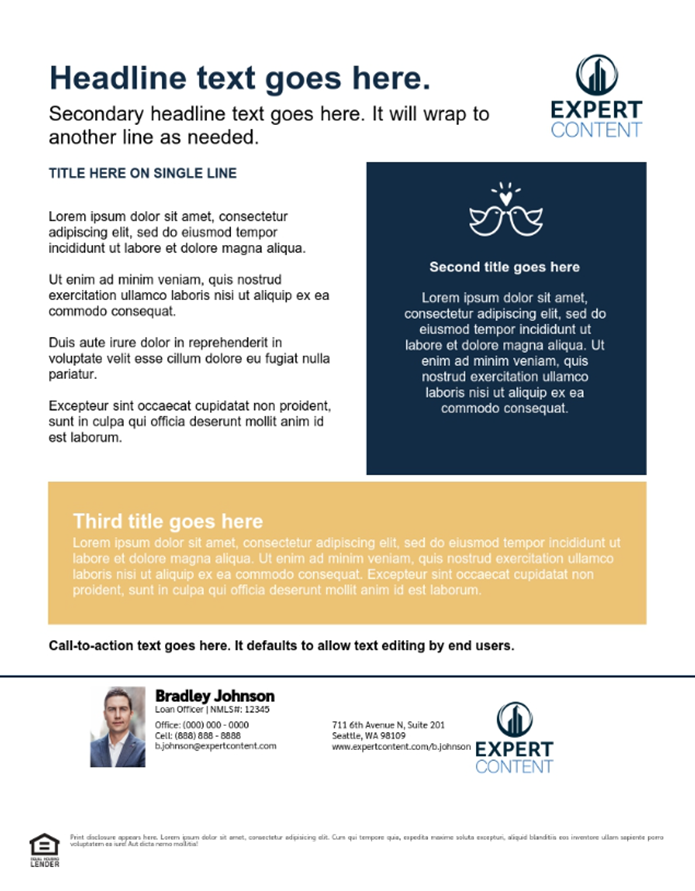 Headline text goes here.
Secondary headline text goes here. It will wrap to
another line as needed.
EXPERT
CONTENT
TITLE HERE ON SINGLE LINE
Lorem ipsum dolor sit amet, consectetur
adipiscing elit, sed do eiusmod tempor
incididunt ut labore et dolore magna aliqua.
Ut enim ad minim veniam, quis nostrud
exercitation ullamco laboris nisi ut aliquip ex ea
commodo consequat.
Duis aute irure dolor in reprehenderit in
voluptate velit esse cillum dolore eu fugiat nulla
pariatur.
Excepteur sint occaecat cupidatat non proident,
sunt in culpa qui officia deserunt mollit anim id
est laborum.
Second title goes here
Lorem ipsum dolor sit amet,
consectetur adipiscing elit, sed do
eiusmod tempor incididunt ut
labore et dolore magna aliqua. Ut
enim ad minim veniam, quis
nostrud exercitation ullamco
laboris nisi ut aliquip ex ea
commodo consequat.
Third title goes here
Lorem ipsum dolor sit amet, consectetur adipiscing elit, sed do eiusmod tempor incididunt ut
labore et dolore magna aliqua. Ut enim ad minim veniam, quis nostrud exercitation ullamco
laboris nisi ut aliquip ex ea commodo consequat. Excepteur sint occaecat cupidatat non
proident, sunt in culpa qui officia deserunt mollit anim id est laborum.
Call-to-action text goes here. It defaults to allow text editing by end users.
Bradley Johnson
Loan Officer | NMLS#: 12345
Office: (000) 000 - 0000
Cell: (888) 888 - 8888
b.johnson@expertcontent.com
711 6th Avenue N, Suite 201
Seattle, WA 98109
www.expertcontent.com/b.johnson
EXPERT
CONTENT
EQUAL HOUSING
LENDER
Print disclosure appears here. Lorem ipsum dolor sit amet, consectetur adipisicing elit. Cum qui tempore quia, expedita maxime soluta excepturi, aliquid blanditiis eos inventore ullam sapiente porro
voluptatem ea sunt! Aut dicta nemo mollitia!